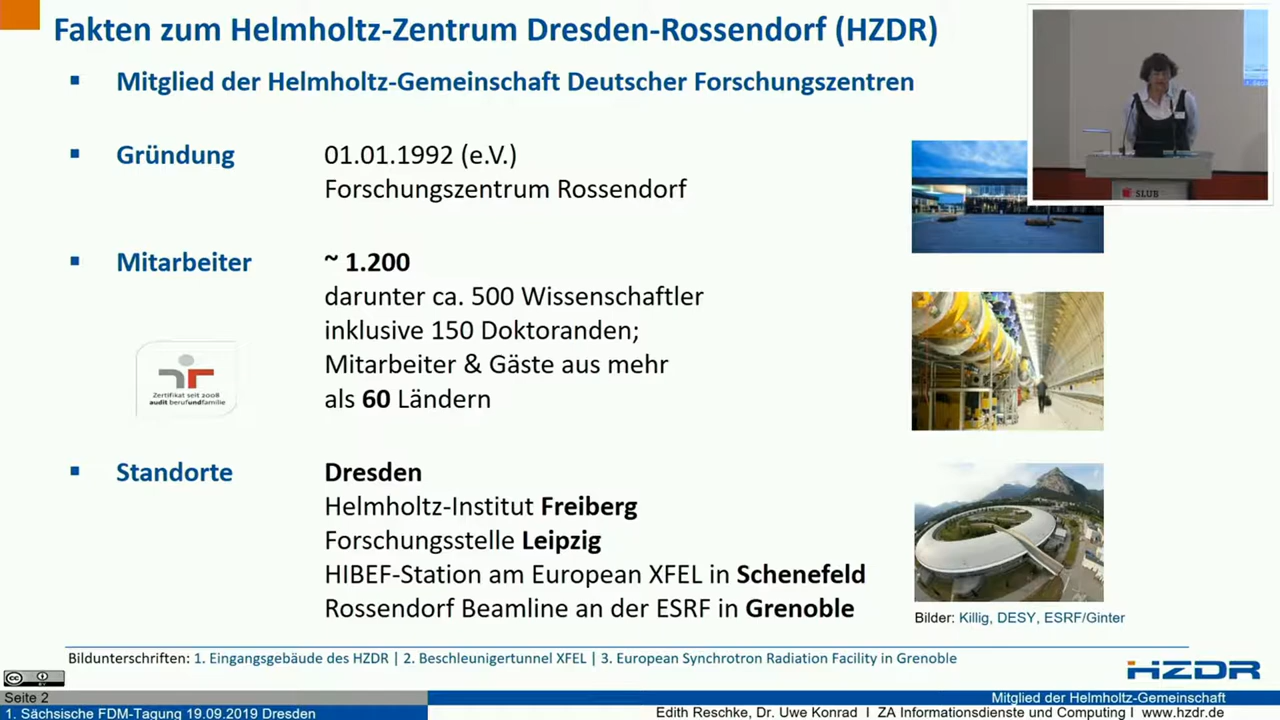 Fakten zum Helmholtz-Zentrum Dresden-Rossendorf (HZDR)
Mitglied der Helmholtz-Gemeinschaft Deutscher Forschungszentren
Gründung
01.01.1992 (e.V.)
Forschungszentrum Rossendorf
Mitarbeiter
~ 1.200
darunter ca. 500 Wissenschaftler
inklusive 150 Doktoranden;
Mitarbeiter & Gäste aus mehr
als 60 Ländern
Zertifikat seit 2008
audit berufundfamilie
Standorte
Dresden
Helmholtz-Institut Freiberg
Forschungsstelle Leipzig
HIBEF-Station am European XFEL in Schenefeld
Rossendorf Beamline an der ESRF in Grenoble
SLUB
Bilder: Killig, DESY, ESRF/Ginter
Bildunterschriften: 1. Eingangsgebäude des HZDR | 2. Beschleunigertunnel XFEL | 3. European Synchrotron Radiation Facility in Grenoble
HZDR
cc
BY
Seite 2
Mitglied der Helmholtz-Gemeinschaft
1. Sächsische FDM-Tagung 19.09.2019 Dresden
Edith Reschke, Dr. Uwe Konrad I ZA Informationsdienste und Computing I www.hzdr.de